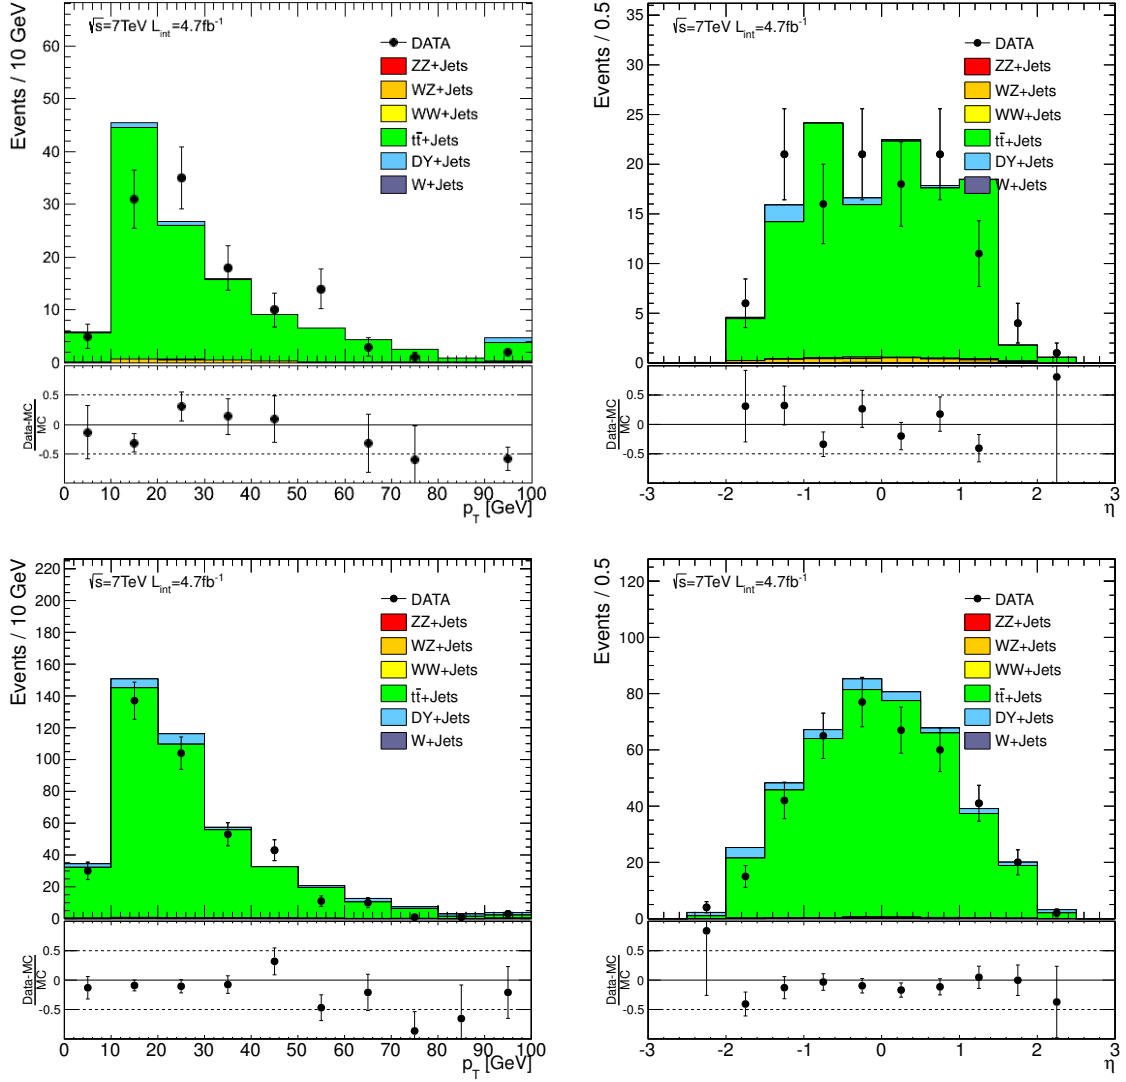 √s=7TeV L_int=4.7fb⁻¹
Events / 10 GeV
DATA
ZZ+Jets
WZ+Jets
WW+Jets
tt̄+Jets
DY+Jets
W+Jets
60
50
40
30
20
10
0
Data-MC
MC
0.5
0
-0.5
0 10 20 30 40 50 60 70 80 90 100
p_T [GeV]
√s=7TeV L_int=4.7fb⁻¹
Events / 0.5
DATA
ZZ+Jets
WZ+Jets
WW+Jets
tt̄+Jets
DY+Jets
W+Jets
35
30
25
20
15
10
5
0
Data-MC
MC
0.5
0
-0.5
-3 -2 -1 0 1 2 3
η
√s=7TeV L_int=4.7fb⁻¹
Events / 10 GeV
DATA
ZZ+Jets
WZ+Jets
WW+Jets
tt̄+Jets
DY+Jets
W+Jets
220
200
180
160
140
120
100
80
60
40
20
0
Data-MC
MC
0.5
0
-0.5
0 10 20 30 40 50 60 70 80 90 100
p_T [GeV]
√s=7TeV L_int=4.7fb⁻¹
Events / 0.5
DATA
ZZ+Jets
WZ+Jets
WW+Jets
tt̄+Jets
DY+Jets
W+Jets
120
100
80
60
40
20
0
Data-MC
MC
0.5
0
-0.5
-3 -2 -1 0 1 2 3
η